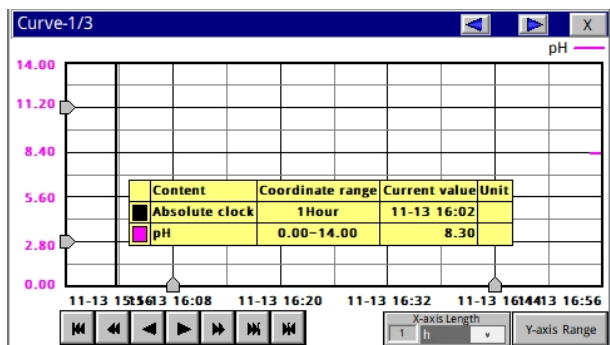 Curve-1/3 X
pH
14.00
11.20
8.40
5.60
2.80
0.00
Content Coordinate range Current value Unit
Absolute clock 1Hour 11-13 16:02
pH 0.00~14.00 8.30
11-13 16:08 11-13 16:20 11-13 16:32 11-13 16:56
X-axis Length
1 h
Y-axis Range